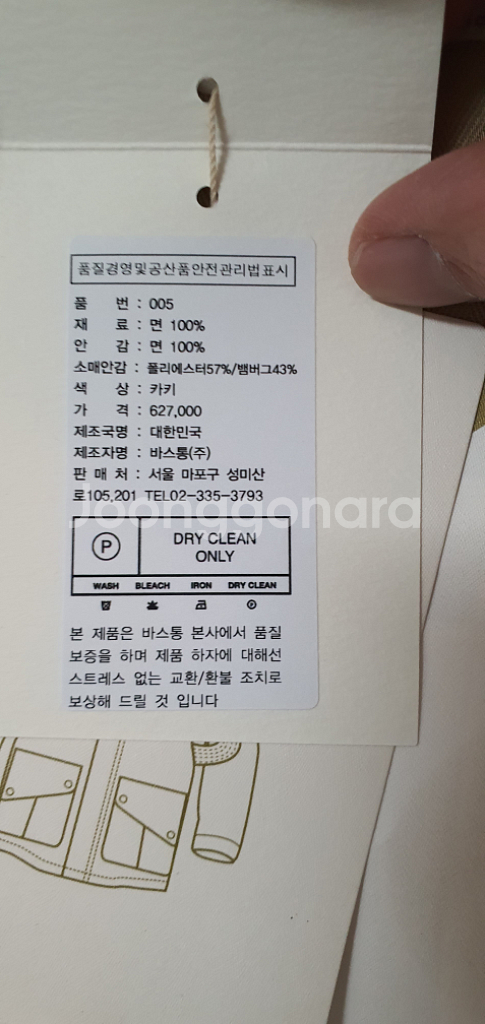 품질경영및공산품안전관리법표시
품 번 : 005
재 료 : 면 100%
안 감 : 면 100%
소매안감 : 폴리에스터57%/뱀버그43%
색 상 : 카키
가 격 : 627,000
제조국명 : 대한민국
제조자명 : 바스통(주)
판 매 처 : 서울 마포구 성미산
로105,201 TEL02-335-3793
Joonggonara
P DRY CLEAN
ONLY
WASH BLEACH IRON DRY CLEAN
본 제품은 바스통 본사에서 품질
보증을 하며 제품 하자에 대해선
스트레스 없는 교환/환불 조치로
보상해 드릴 것 입니다